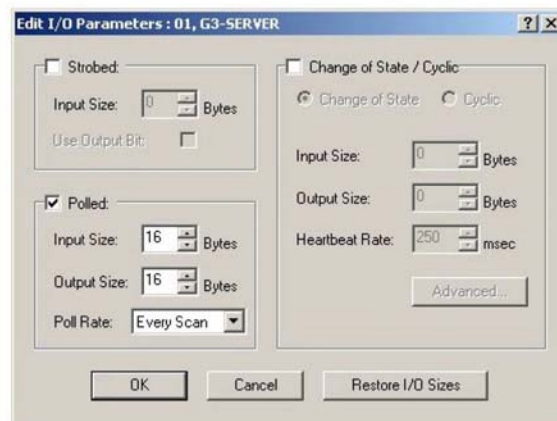 Edit I/O Parameters : 01, G3-SERVER
Strobed:
Input Size: 0 Bytes
Use Output Bit:
Polled:
Input Size: 16 Bytes
Output Size: 16 Bytes
Poll Rate: Every Scan
Change of State / Cyclic
Change of State Cyclic
Input Size: 0 Bytes
Output Size: 0 Bytes
Heartbeat Rate: 250 msec
Advanced...
OK Cancel Restore I/O Sizes